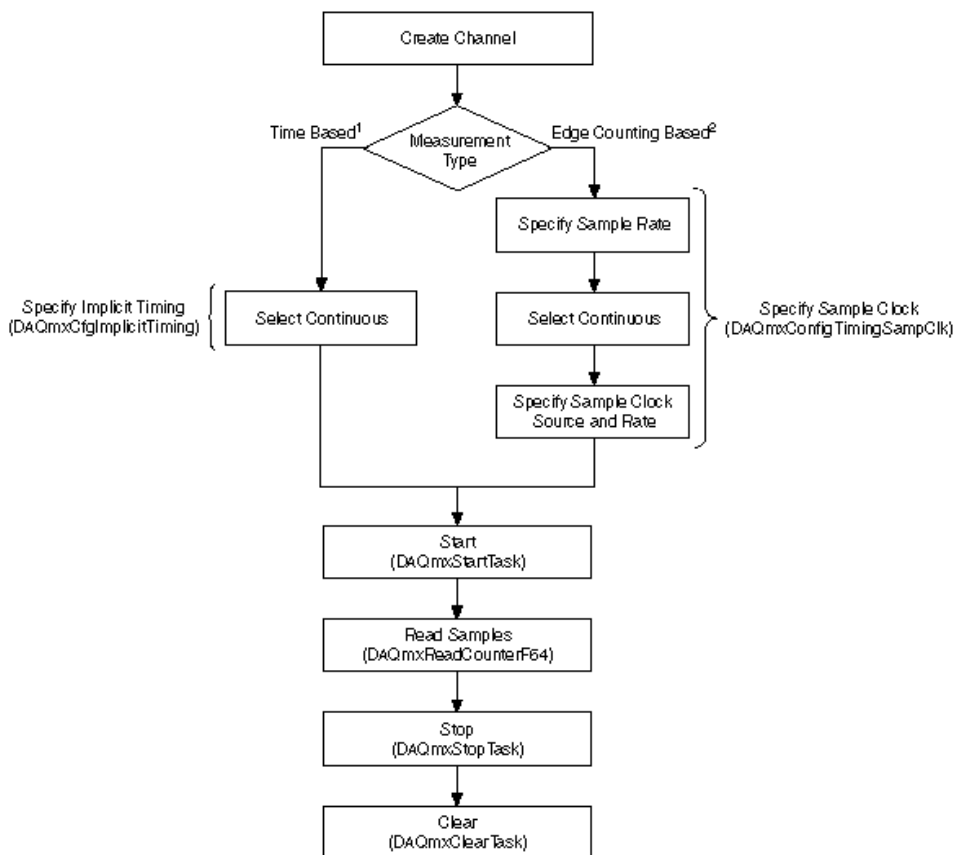 Create Channel
Time Based1
Measurement
Type
Edge Counting Based2
Specify Sample Rate
Specify Implicit Timing
(DAQmxCfgImplicitTiming)
Select Continuous
Select Continuous
Specify Sample Clock
(DAQmxConfigTimingSampClk)
Specify Sample Clock
Source and Rate
Start
(DAQmxStartTask)
Read Samples
(DAQmxReadCounterF64)
Stop
(DAQmxStopTask)
Clear
(DAQmxClearTask)